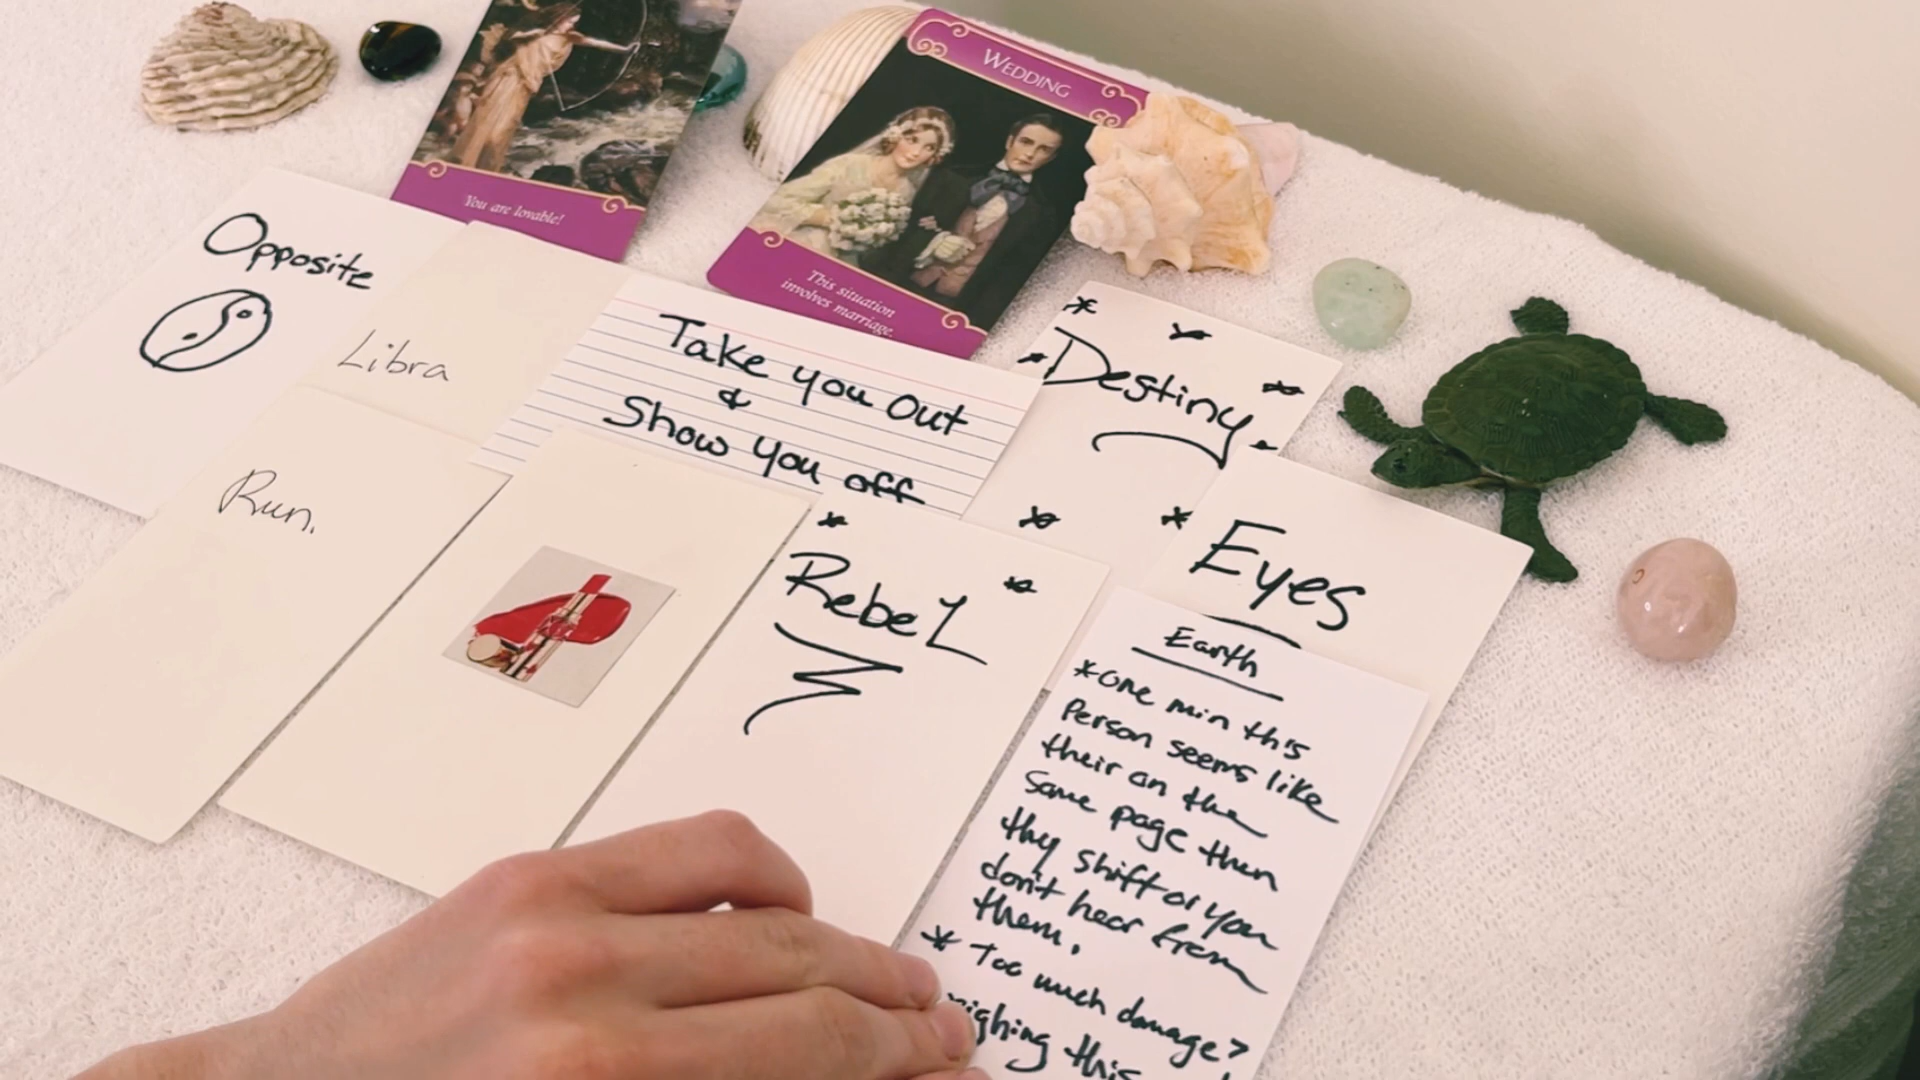 WEDDING
You are lovable!
This situation
involves marriage.
Opposite
Libra
Take you Out
&
Show you off
Destiny
Run.
Rebel
Eyes
Earth
*One min this
Person seems like
their on the
Same page then
they shift or you
don't hear from
them.
* Too much damage?
this